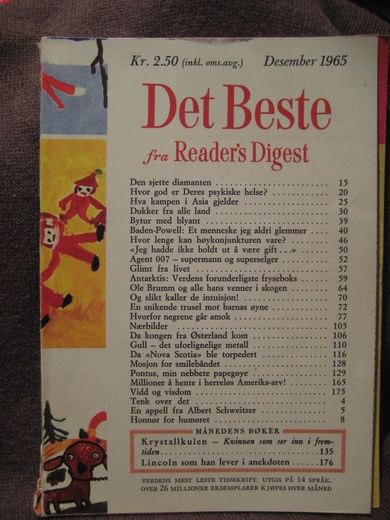 Kr. 2.50 (inkl. oms.avg.) Desember 1965
Det Beste
fra Reader's Digest
Den sjette diamanten 15
Hvor god er Deres psykiske helse? 20
Hva kampen i Asia gjelder 25
Dukker fra alle land 30
Bytur med blyant 39
Baden-Powell: Et menneske jeg aldri glemmer 40
Hvor lenge kan høykonjunkturen vare? 46
«Jeg hadde ikke holdt ut å være gift . . .» 50
Agent 007 – supermann og superselger 52
Glimt fra livet 57
Antarktis: Verdens forunderligste fryseboks 59
Ole Brumm og alle hans venner i skogen 64
Og slikt kaller de intuisjon! 70
En snikende trusel mot barnas øyne 72
Hvorfor negrene går amok 77
Nærbilder 105
Da kongen fra Østerland kom 106
Gull – det uforlignelige metall 110
Da «Nova Scotia» ble torpedert 116
Mosjon for smilebåndet 128
Pontus, min nebbete papegøye 129
Millioner å hente i herreløs Amerika-arv! 165
Vidd og visdom 175
Tenk over det 4
En appell fra Albert Schweitzer 5
Honnør for humøret 8
MÅNEDENS BØKER
Krystallkulen – Kvinnen som ser inn i frem-
tiden 135
Lincoln som han lever i anekdoten 176
VERDENS MEST LESTE TIDSSKRIFT. UTGIS PÅ 14 SPRÅK.
OVER 26 MILLIONER EKSEMPLARER KJØPES HVER MÅNED